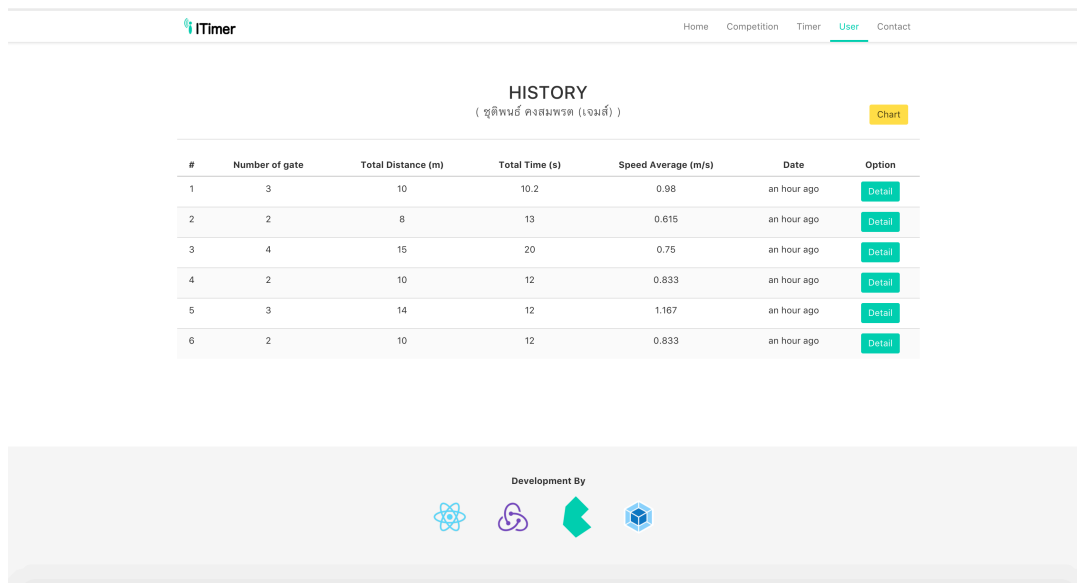 ITimer Home Competition Timer User Contact
HISTORY
( ชุติพนธ์ คงสมพรต (เจมส์) )
Chart
# Number of gate Total Distance (m) Total Time (s) Speed Average (m/s) Date Option
1 3 10 10.2 0.98 an hour ago Detail
2 2 8 13 0.615 an hour ago Detail
3 4 15 20 0.75 an hour ago Detail
4 2 10 12 0.833 an hour ago Detail
5 3 14 12 1.167 an hour ago Detail
6 2 10 12 0.833 an hour ago Detail
Development By